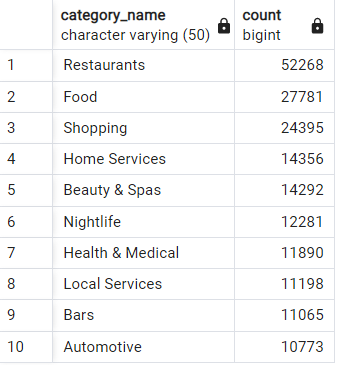 category_name count
character varying (50) bigint
1 Restaurants 52268
2 Food 27781
3 Shopping 24395
4 Home Services 14356
5 Beauty & Spas 14292
6 Nightlife 12281
7 Health & Medical 11890
8 Local Services 11198
9 Bars 11065
10 Automotive 10773